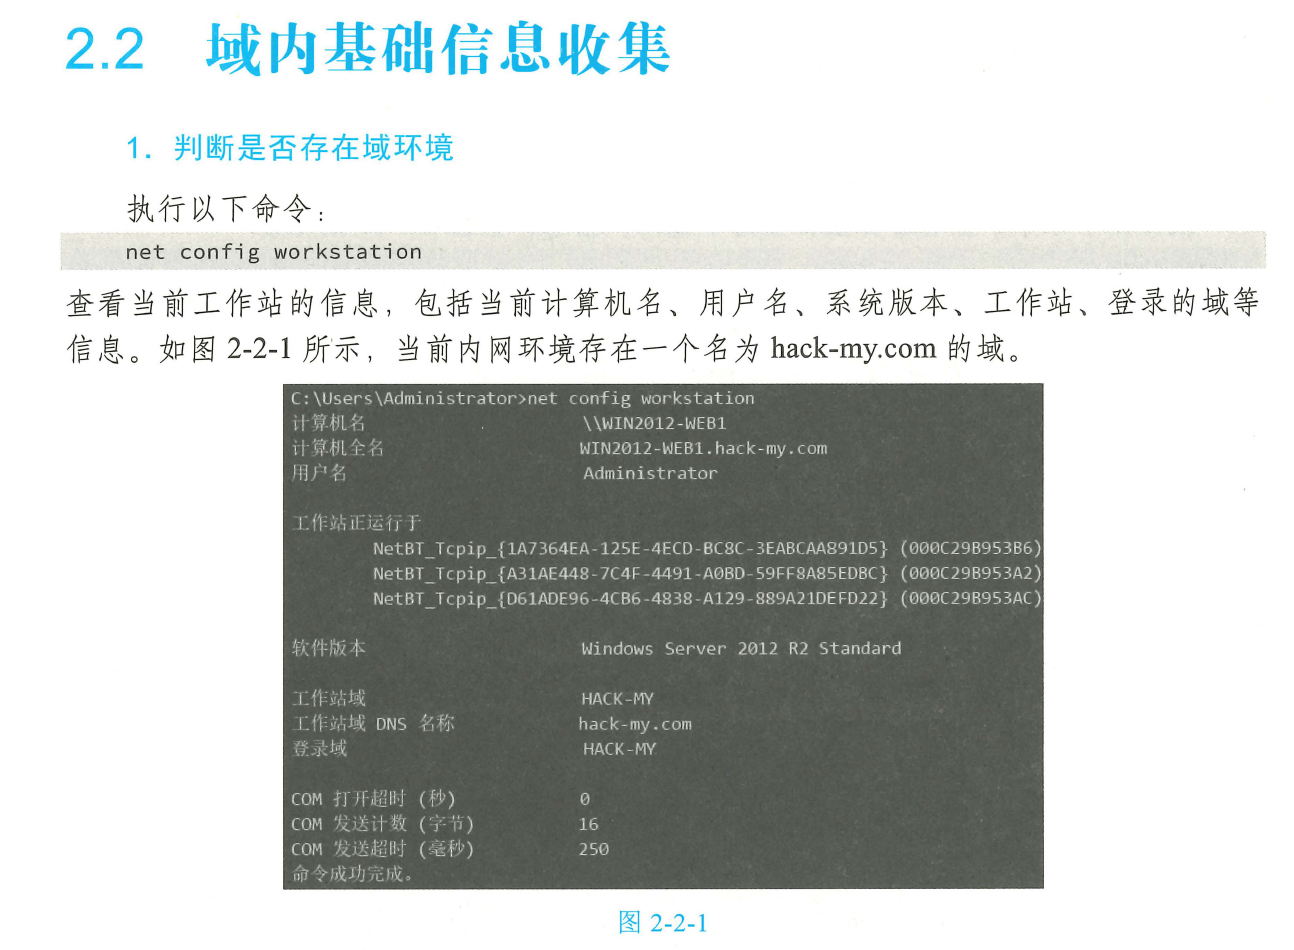 2.2 域内基础信息收集
1. 判断是否存在域环境
执行以下命令：
net config workstation
查看当前工作站的信息，包括当前计算机名、用户名、系统版本、工作站、登录的域等
信息。如图 2-2-1 所示，当前内网环境存在一个名为 hack-my.com 的域。
C:\Users\Administrator>net config workstation
计算机名 \\WIN2012-WEB1
计算机全名 WIN2012-WEB1.hack-my.com
用户名 Administrator
工作站正运行于
NetBT_Tcpip_{1A7364EA-125E-4ECD-BC8C-3EABCAA891D5} (000C29B953B6)
NetBT_Tcpip_{A31AE448-7C4F-4491-A0BD-59FF8A85EDBC} (000C29B953A2)
NetBT_Tcpip_{D61ADE96-4CB6-4838-A129-889A21DEFD22} (000C29B953AC)
软件版本 Windows Server 2012 R2 Standard
工作站域 HACK-MY
工作站域 DNS 名称 hack-my.com
登录域 HACK-MY
COM 打开超时 (秒) 0
COM 发送计数 (字节) 16
COM 发送超时 (毫秒) 250
命令成功完成。
图 2-2-1